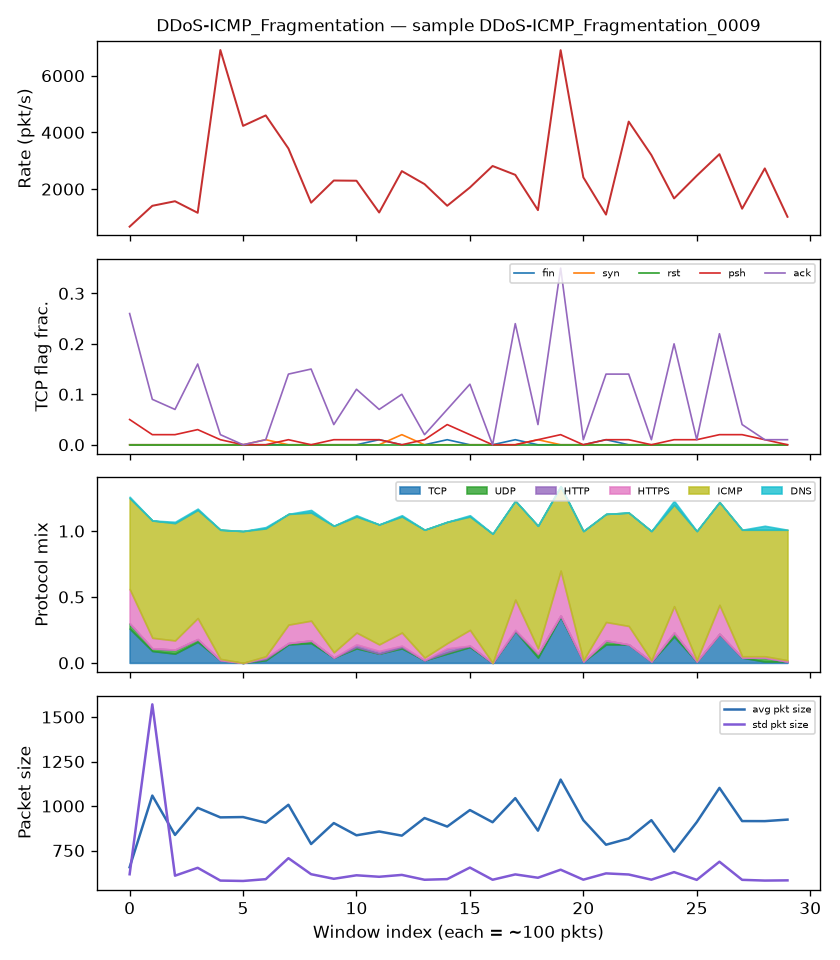 DDoS-ICMP_Fragmentation — sample DDoS-ICMP_Fragmentation_0009
Rate (pkt/s)
6000
4000
2000
TCP flag frac.
0.3
0.2
0.1
0.0
fin syn rst psh ack
Protocol mix
1.0
0.5
0.0
TCP UDP HTTP HTTPS ICMP DNS
Packet size
1500
1250
1000
750
avg pkt size
std pkt size
0 5 10 15 20 25 30
Window index (each = ~100 pkts)